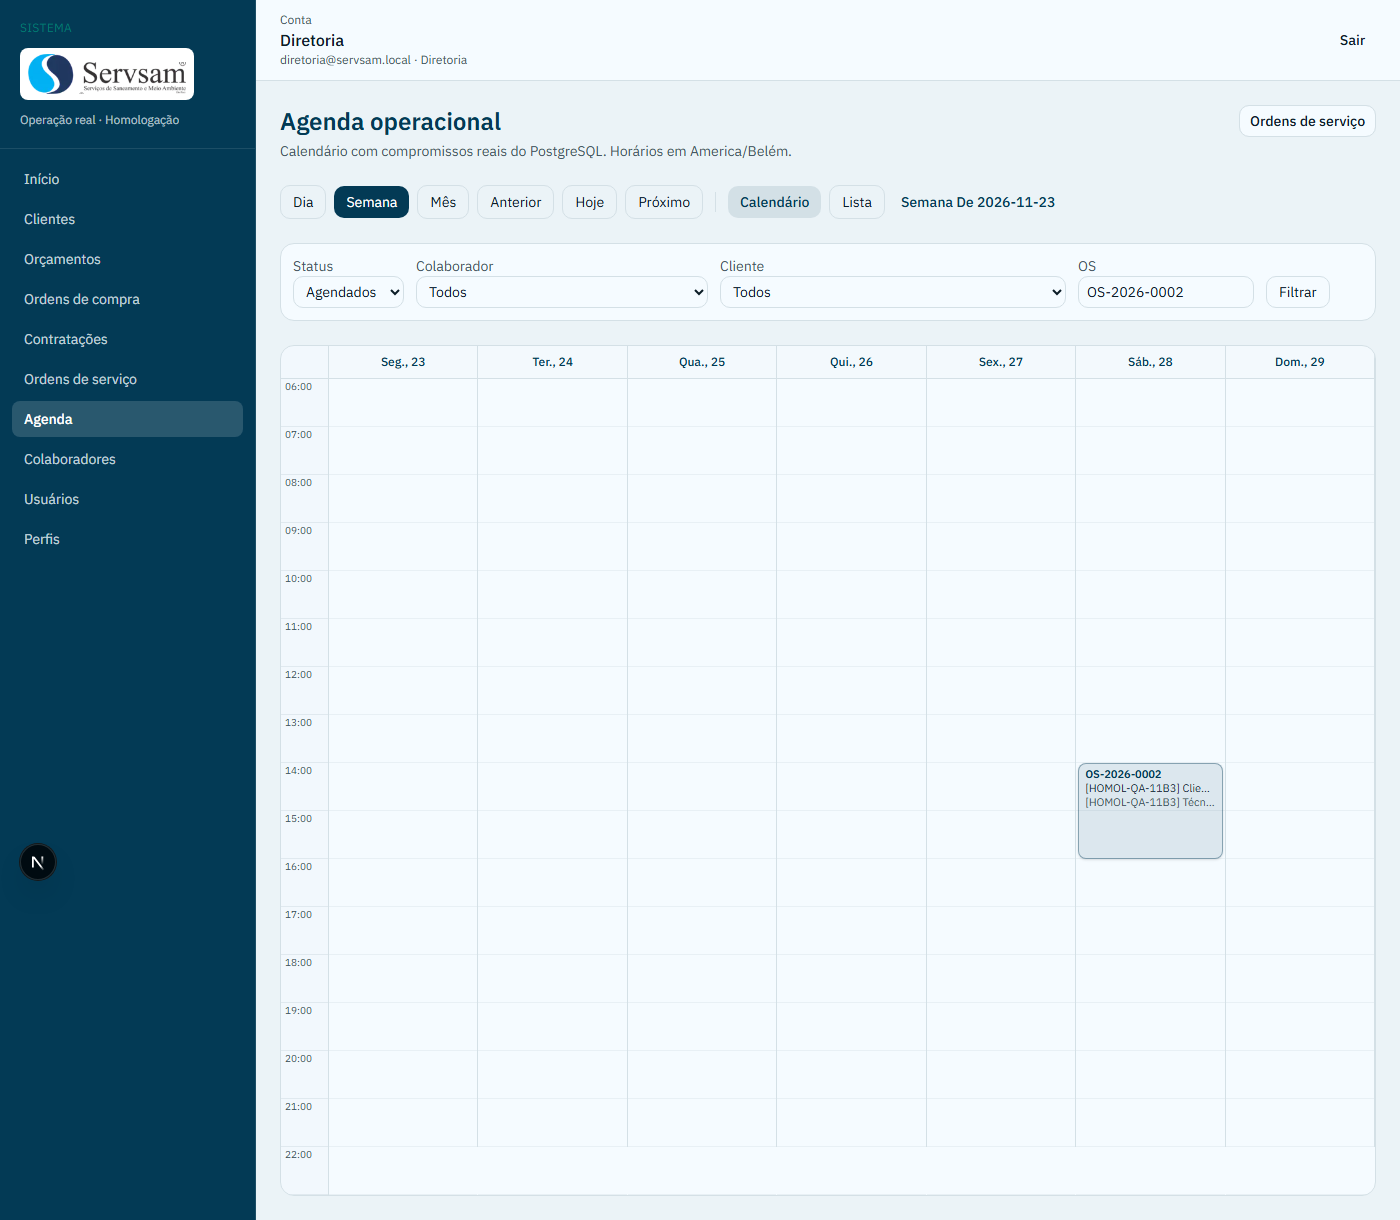 SISTEMA
Servsam
Serviços de Saneamento e Meio Ambiente
Operação real · Homologação
Início
Clientes
Orçamentos
Ordens de compra
Contratações
Ordens de serviço
Agenda
Colaboradores
Usuários
Perfis
N
Conta
Diretoria
diretoria@servsam.local · Diretoria
Sair
Agenda operacional
Ordens de serviço
Calendário com compromissos reais do PostgreSQL. Horários em America/Belém.
Dia Semana Mês Anterior Hoje Próximo Calendário Lista Semana De 2026-11-23
Status Colaborador Cliente OS
Agendados Todos Todos OS-2026-0002 Filtrar
Seg., 23 Ter., 24 Qua., 25 Qui., 26 Sex., 27 Sáb., 28 Dom., 29
06:00
07:00
08:00
09:00
10:00
11:00
12:00
13:00
14:00
OS-2026-0002
[HOMOL-QA-11B3] Clie...
[HOMOL-QA-11B3] Técn...
15:00
16:00
17:00
18:00
19:00
20:00
21:00
22:00